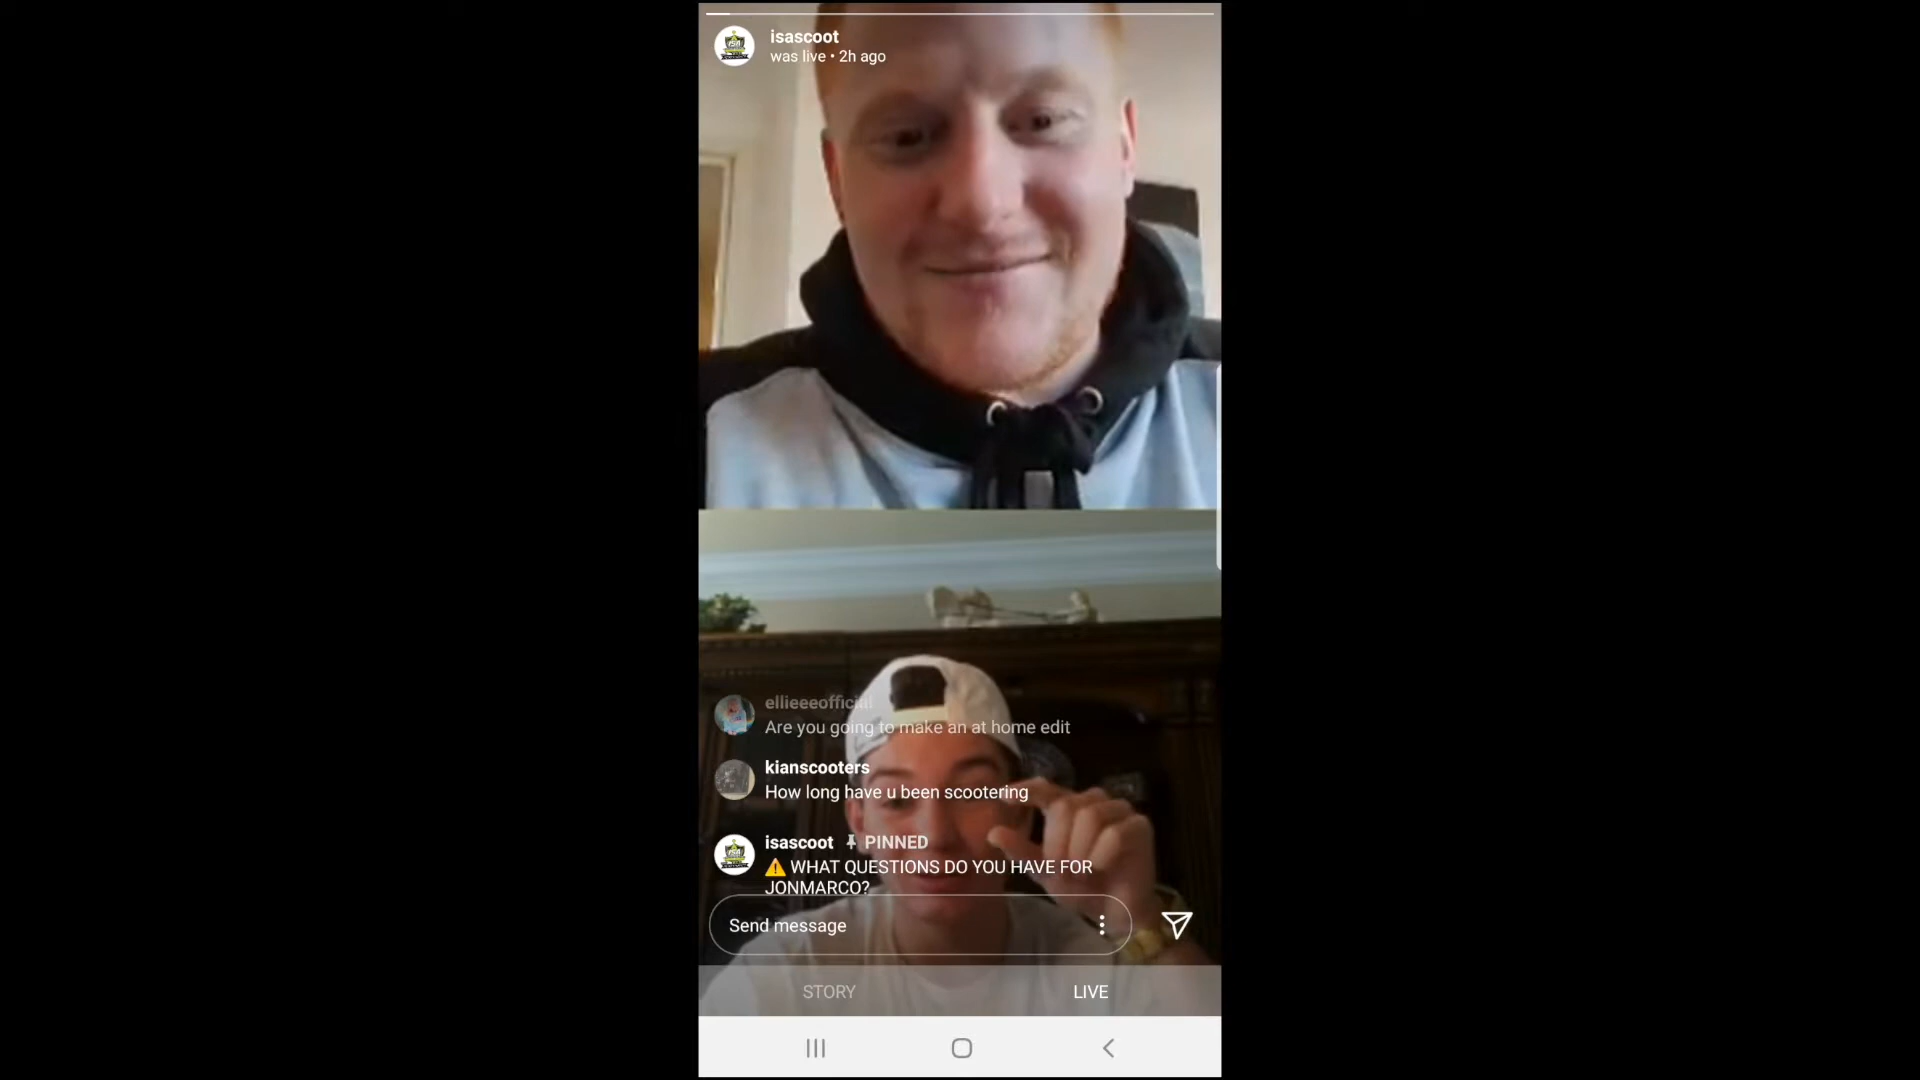 isascoot
was live • 2h ago
ellieeeofficial
Are you going to make an at home edit
kianscooters
How long have u been scootering
isascoot PINNED
⚠ WHAT QUESTIONS DO YOU HAVE FOR
JONMARCO?
Send message
STORY
LIVE